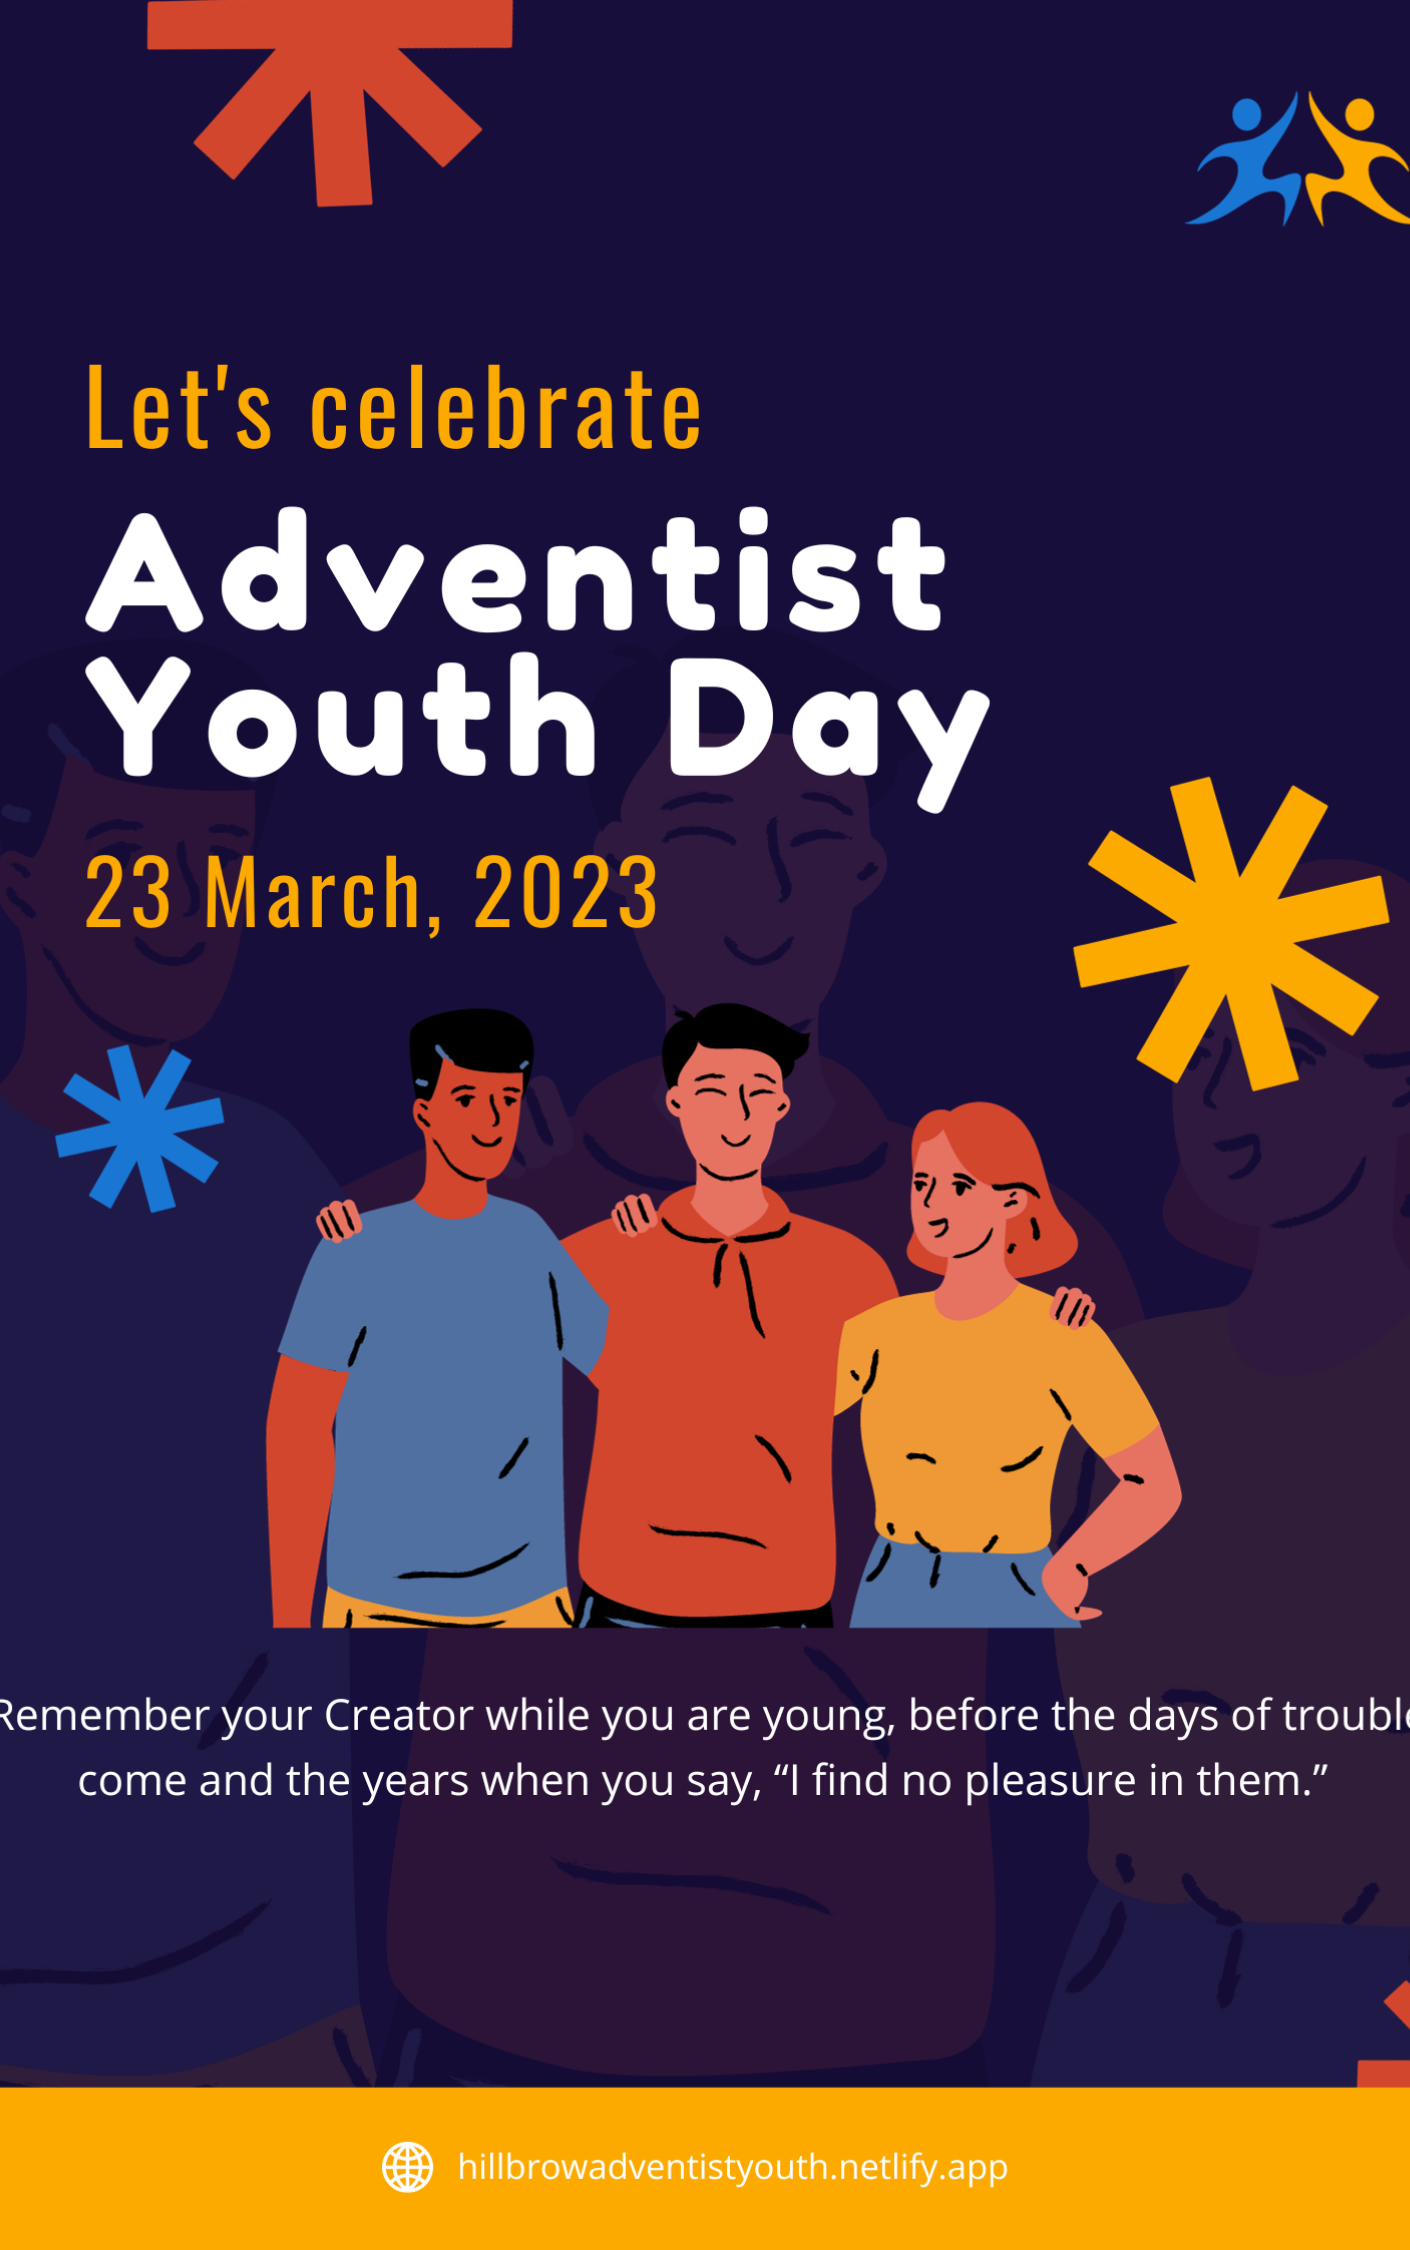 Let's celebrate
Adventist
Youth Day
23 March, 2023
Remember your Creator while you are young, before the days of trouble
come and the years when you say, “I find no pleasure in them.”
hillbrowadventistyouth.netlify.app